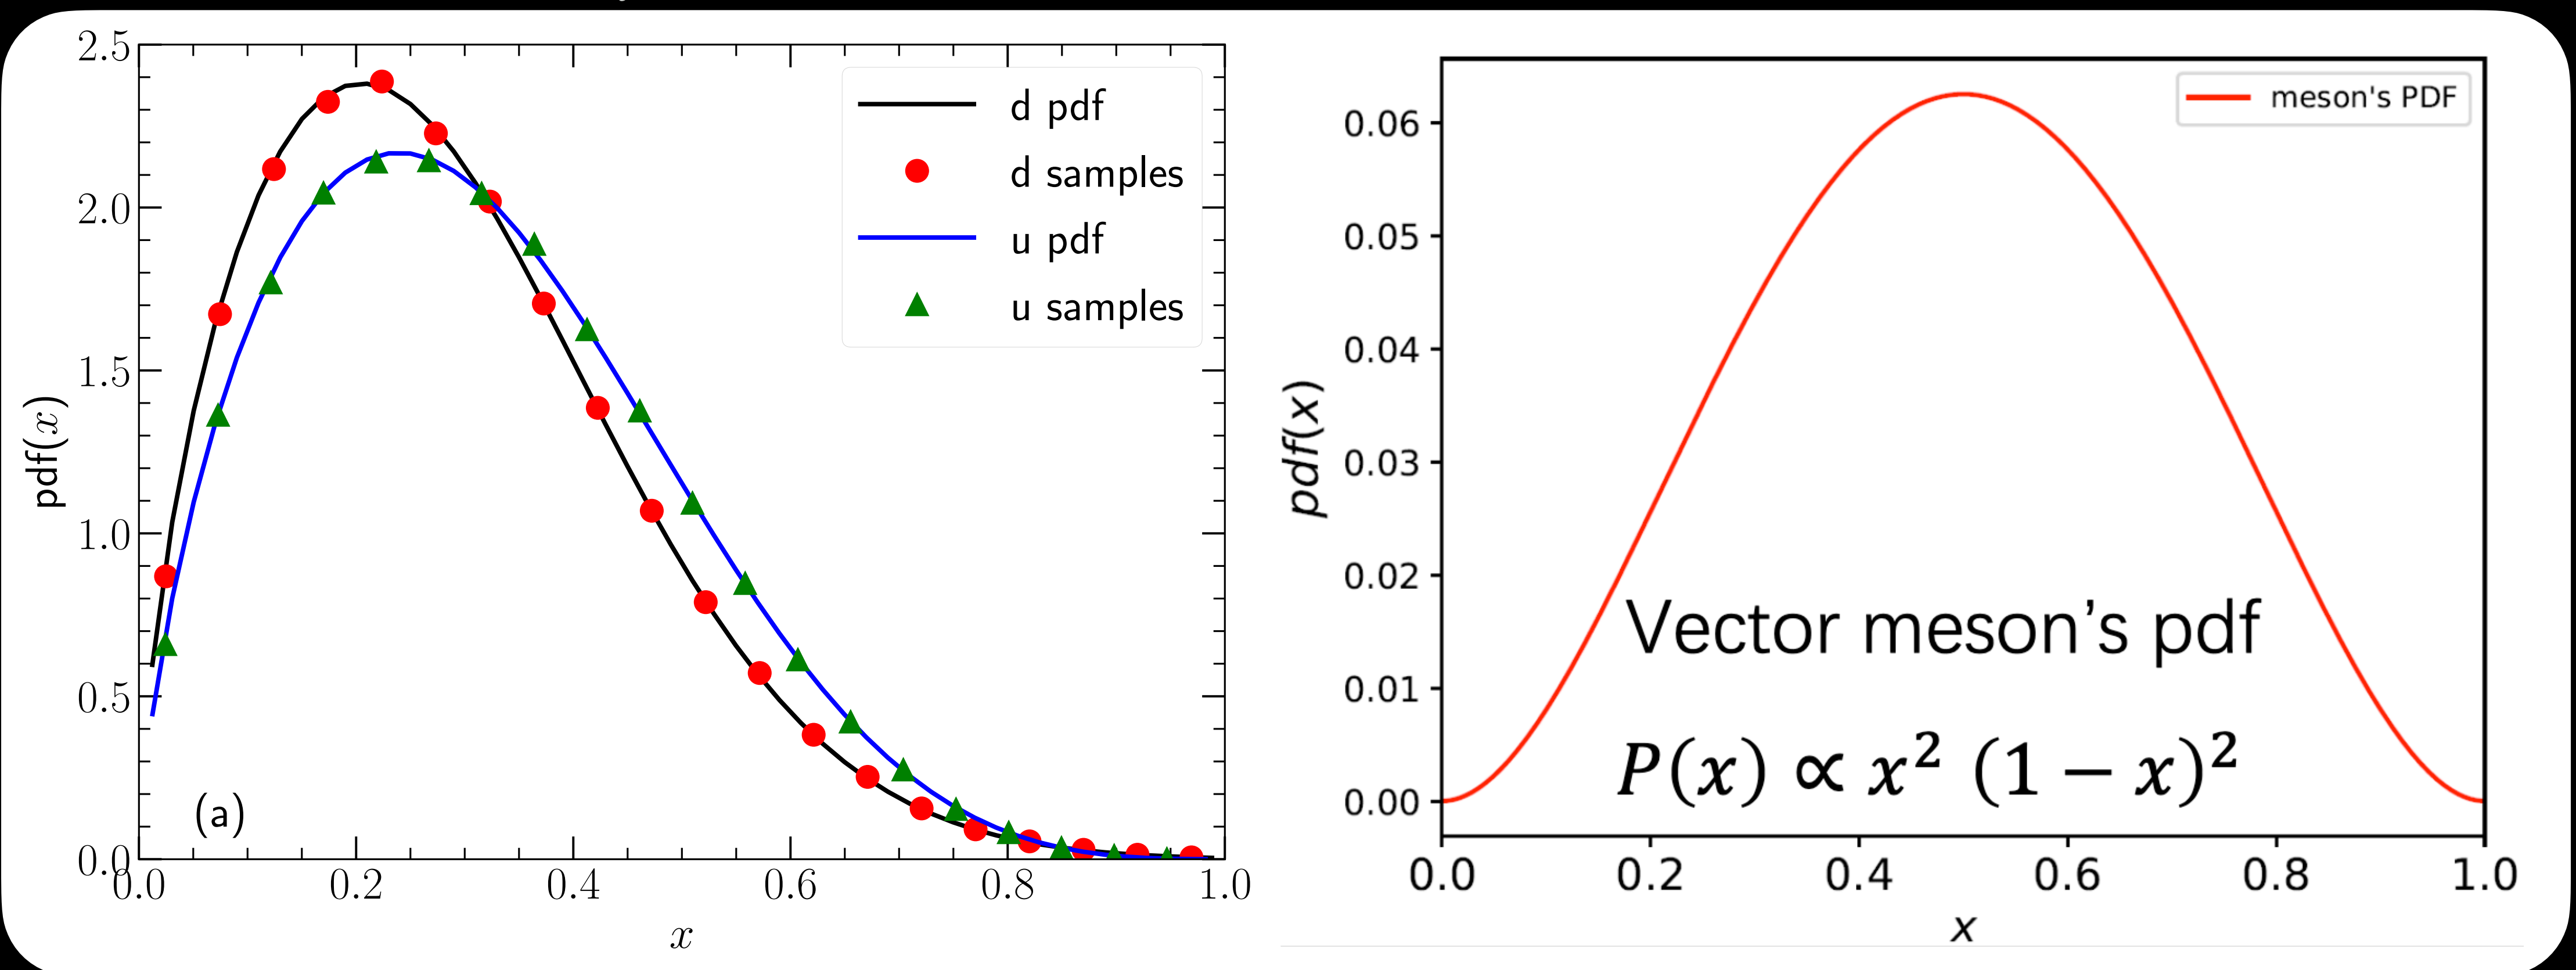 2.5
2.0
1.5
1.0
0.5
0.0
pdf(x)
d pdf
d samples
u pdf
u samples
(a)
0.0 0.2 0.4 0.6 0.8 1.0
x
0.06
0.05
0.04
0.03
0.02
0.01
0.00
pdf(x)
meson's PDF
Vector meson’s pdf
P(x) ∝ x² (1 − x)²
0.0 0.2 0.4 0.6 0.8 1.0
x